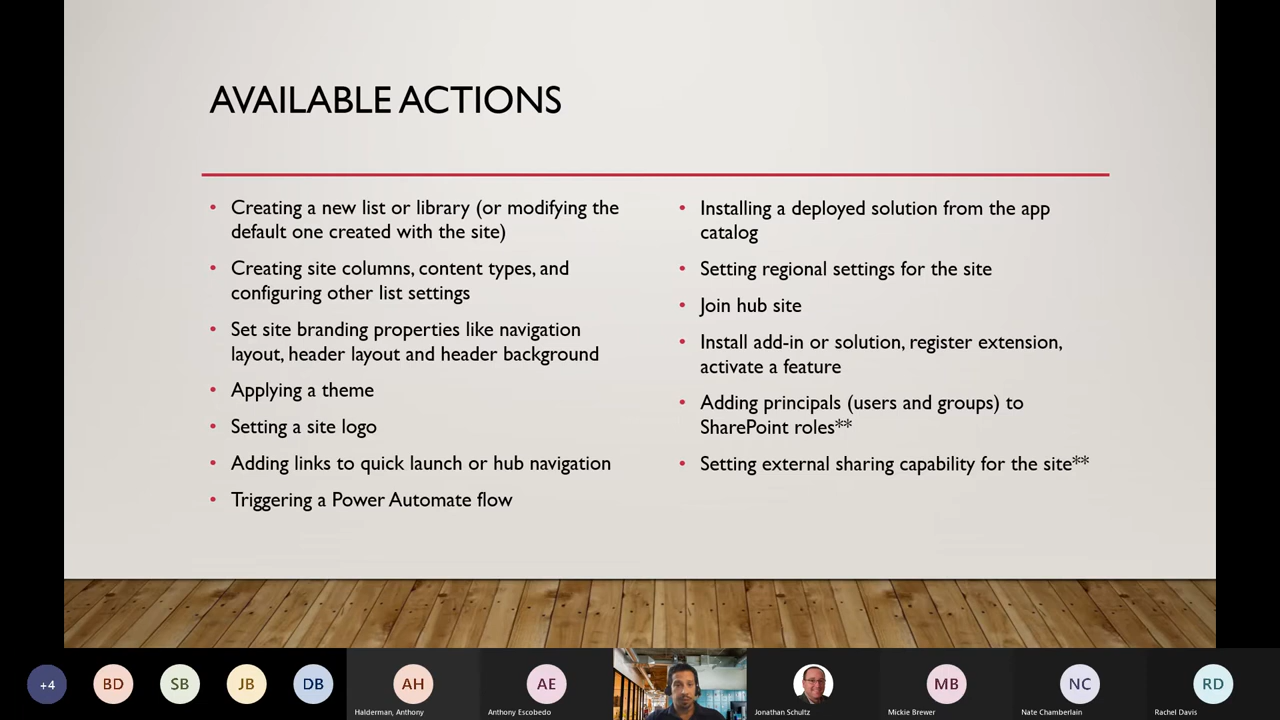 AVAILABLE ACTIONS
• Creating a new list or library (or modifying the
default one created with the site)
• Creating site columns, content types, and
configuring other list settings
• Set site branding properties like navigation
layout, header layout and header background
• Applying a theme
• Setting a site logo
• Adding links to quick launch or hub navigation
• Triggering a Power Automate flow
• Installing a deployed solution from the app
catalog
• Setting regional settings for the site
• Join hub site
• Install add-in or solution, register extension,
activate a feature
• Adding principals (users and groups) to
SharePoint roles**
• Setting external sharing capability for the site**
+4
BD
SB
JB
DB
AH
Halderman, Anthony
AE
Anthony Escobedo
Jonathan Schultz
MB
Mickie Brewer
NC
Nate Chamberlain
RD
Rachel Davis